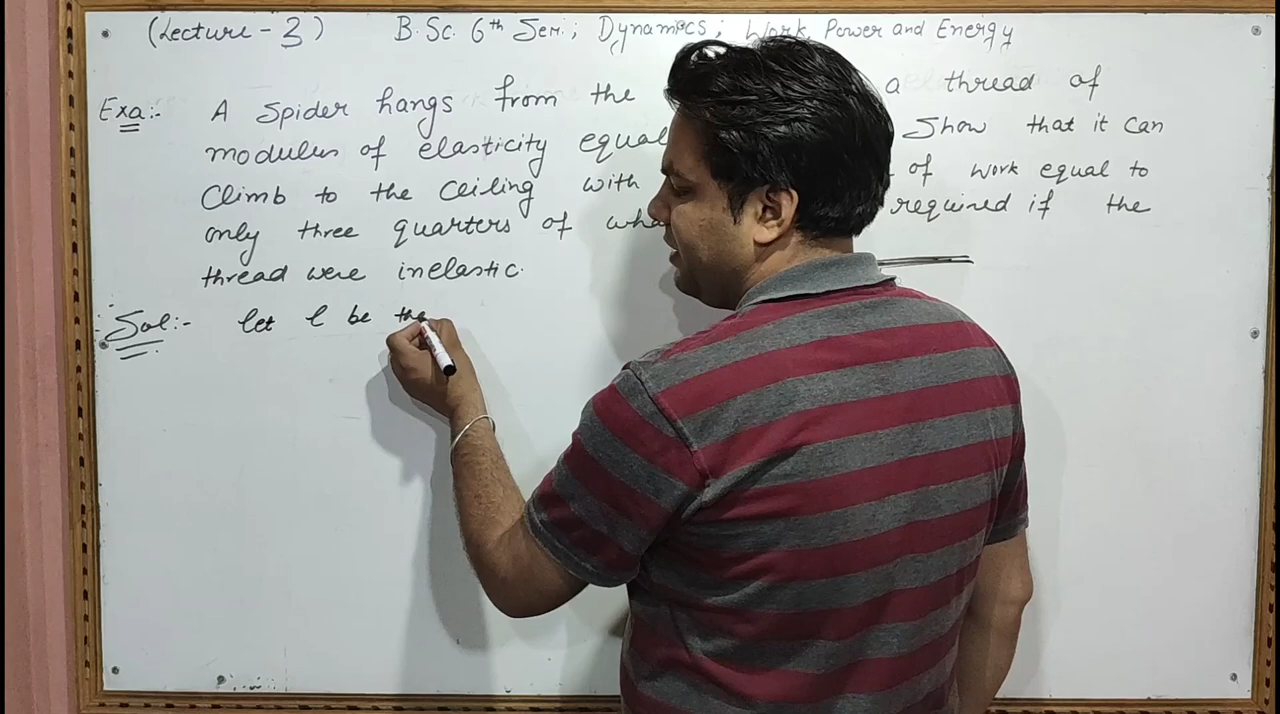 (Lecture - 3) B.Sc. 6th Sem.; Dynamics; Work, Power and Energy
Exa:- A Spider hangs from the a thread of
modulus of elasticity equal Show that it can
Climb to the Ceiling with of work equal to
only three quarters of wha required if the
thread were inelastic.
Sol:- let l be the